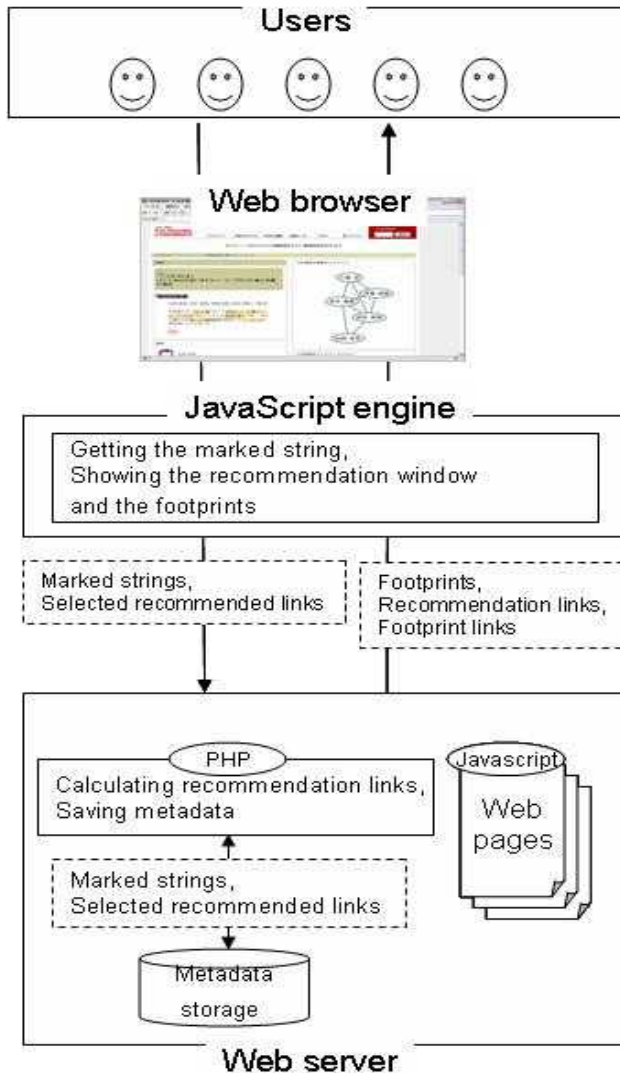 Users
Web browser
JavaScript engine
Getting the marked string,
Showing the recommendation window
and the footprints
Marked strings,
Selected recommended links
Footprints,
Recommendation links,
Footprint links
PHP
Calculating recommendation links,
Saving metadata
Javascript
Web
pages
Marked strings,
Selected recommended links
Metadada
storage
Web server